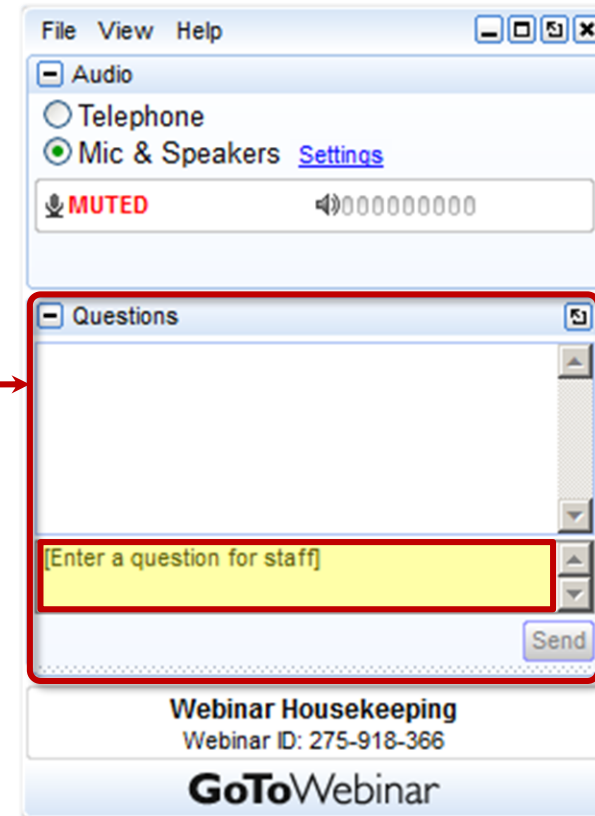 File View Help
Audio
Telephone
Mic & Speakers Settings
MUTED 000000000
Questions
[Enter a question for staff]
Send
Webinar Housekeeping
Webinar ID: 275-918-366
GoToWebinar